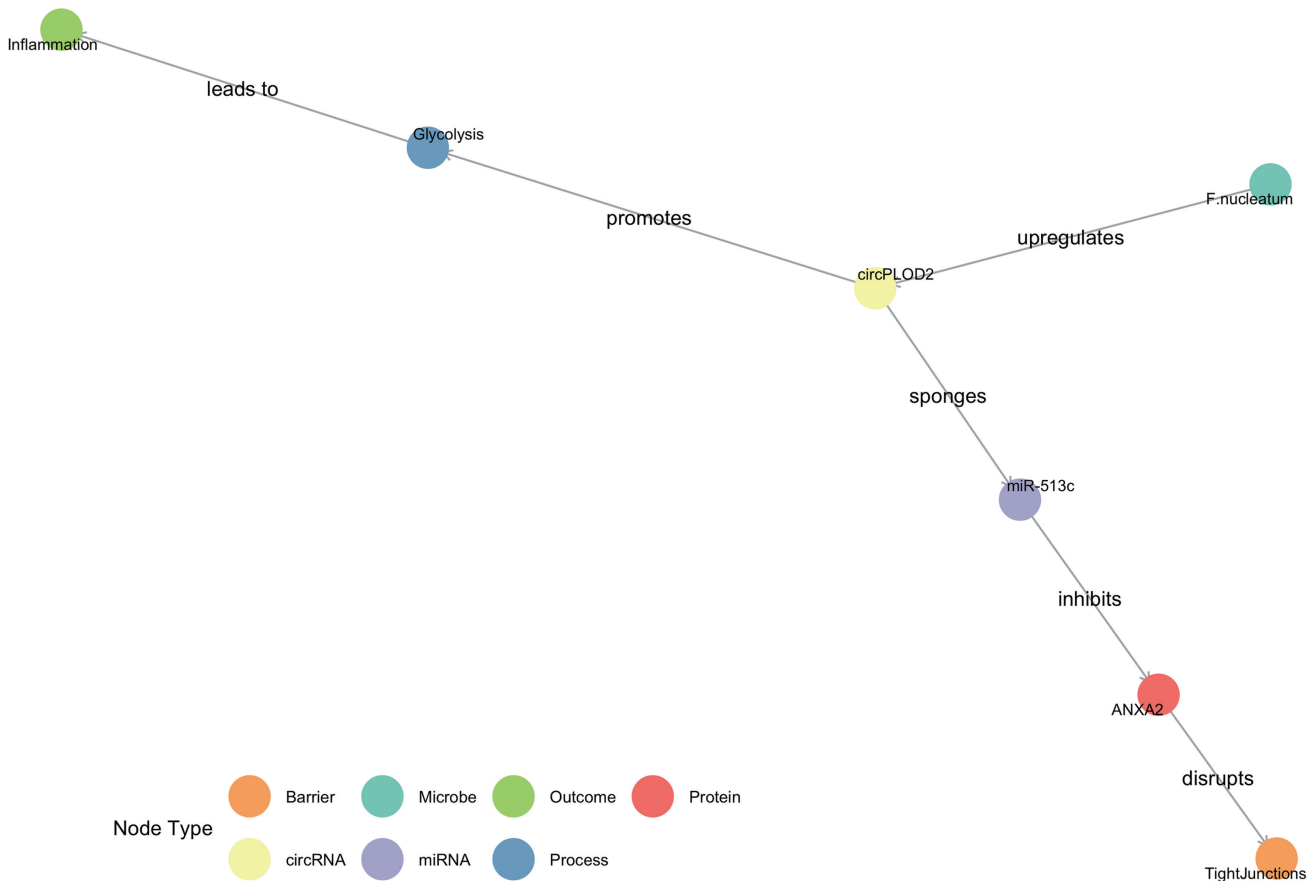 Inflammation
leads to
Glycolysis
F.nucleatum
promotes
upregulates
circPLOD2
sponges
miR-513c
inhibits
ANXA2
disrupts
TightJunctions
Node Type
Barrier
Microbe
Outcome
Protein
circRNA
miRNA
Process